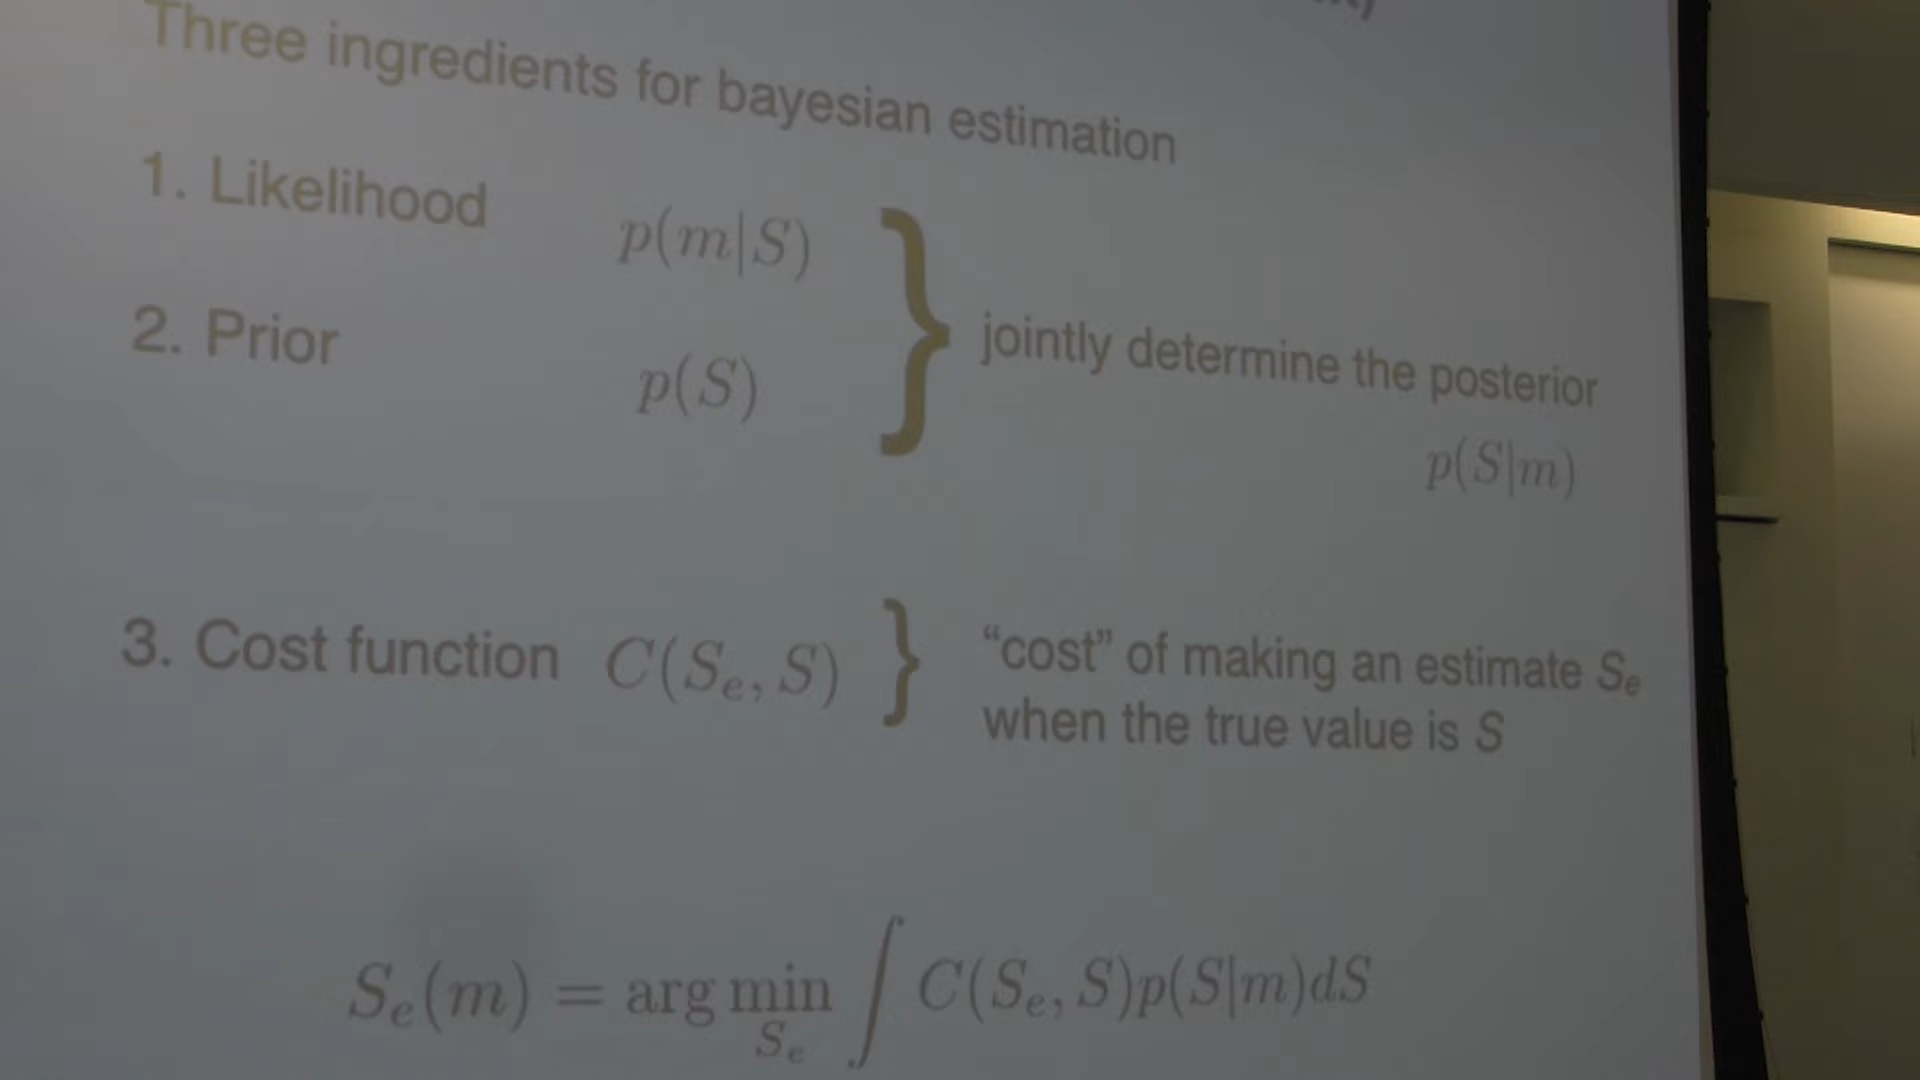 Three ingredients for bayesian estimation
1. Likelihood p(m|S)
2. Prior p(S)
} jointly determine the posterior
p(S|m)
3. Cost function C(Sₑ, S) } “cost” of making an estimate Sₑ
when the true value is S
Sₑ(m) = arg min ∫ C(Sₑ, S)p(S|m)dS
Sₑ